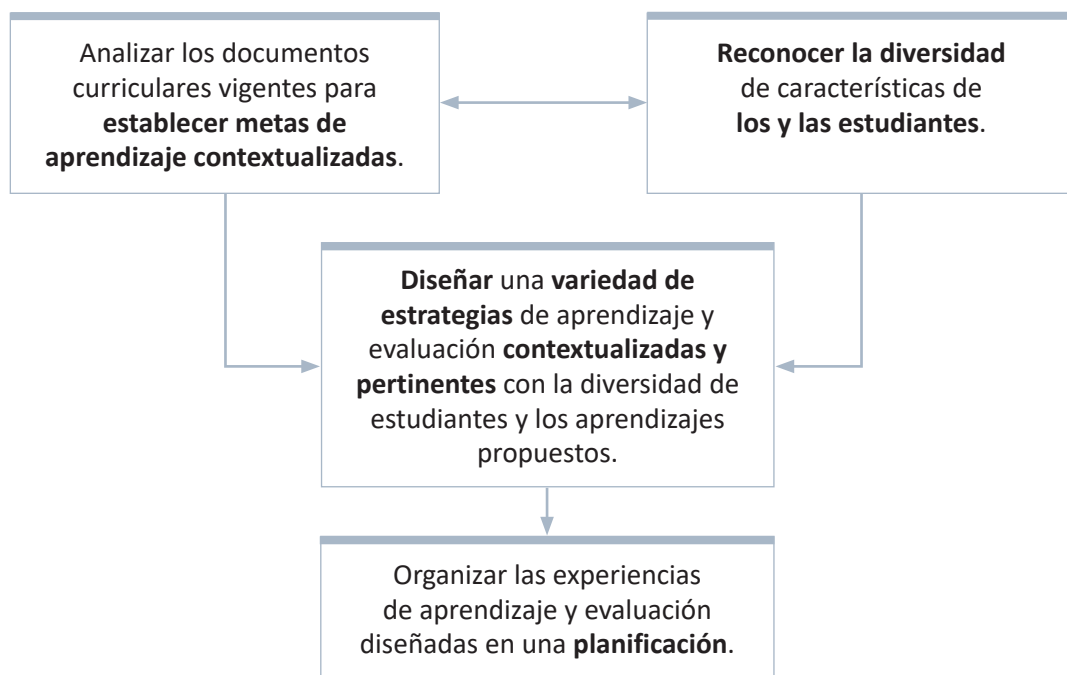 Analizar los documentos
curriculares vigentes para
establecer metas de
aprendizaje contextualizadas.
Reconocer la diversidad
de características de
los y las estudiantes.
Diseñar una variedad de
estrategias de aprendizaje y
evaluación contextualizadas y
pertinentes con la diversidad de
estudiantes y los aprendizajes
propuestos.
Organizar las experiencias
de aprendizaje y evaluación
diseñadas en una planificación.